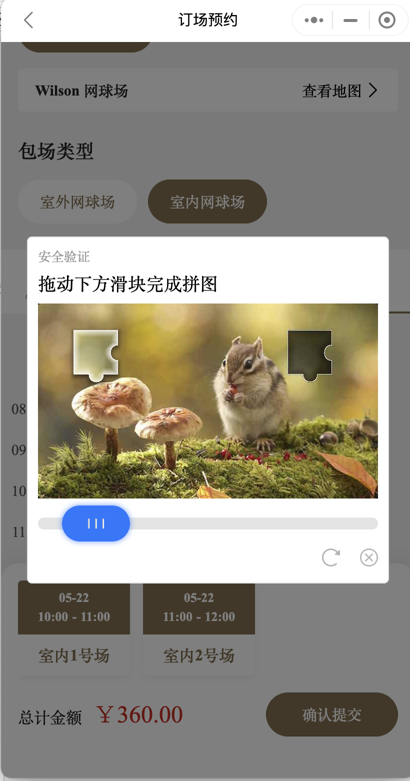 订场预约
Wilson 网球场
查看地图
包场类型
室外网球场
室内网球场
安全验证
拖动下方滑块完成拼图
08
09
10
11
05-22
10:00 - 11:00
室内1号场
05-22
11:00 - 12:00
室内2号场
总计金额 ￥360.00
确认提交